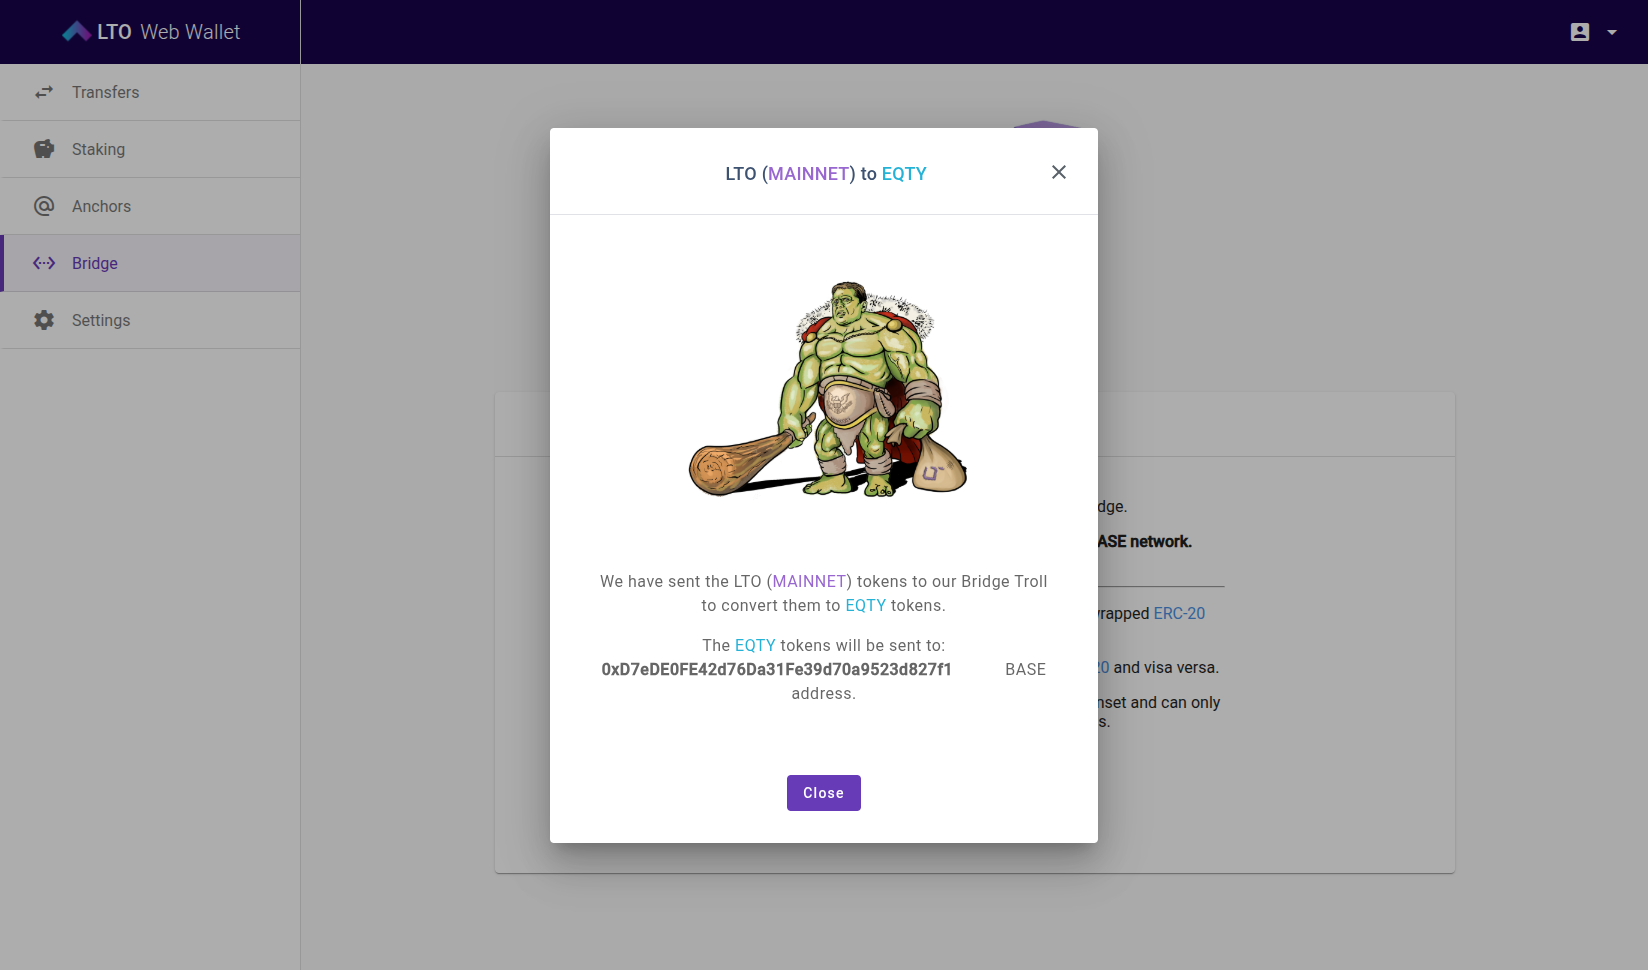 LTO Web Wallet
Transfers
Staking
Anchors
Bridge
Settings
LTO (MAINNET) to EQTY
We have sent the LTO (MAINNET) tokens to our Bridge Troll
to convert them to EQTY tokens.
The EQTY tokens will be sent to:
0xD7eDE0FE42d76Da31Fe39d70a9523d827f1 BASE
address.
Close
dge.
ASE network.
rapped ERC-20
20 and visa versa.
nset and can only
s.